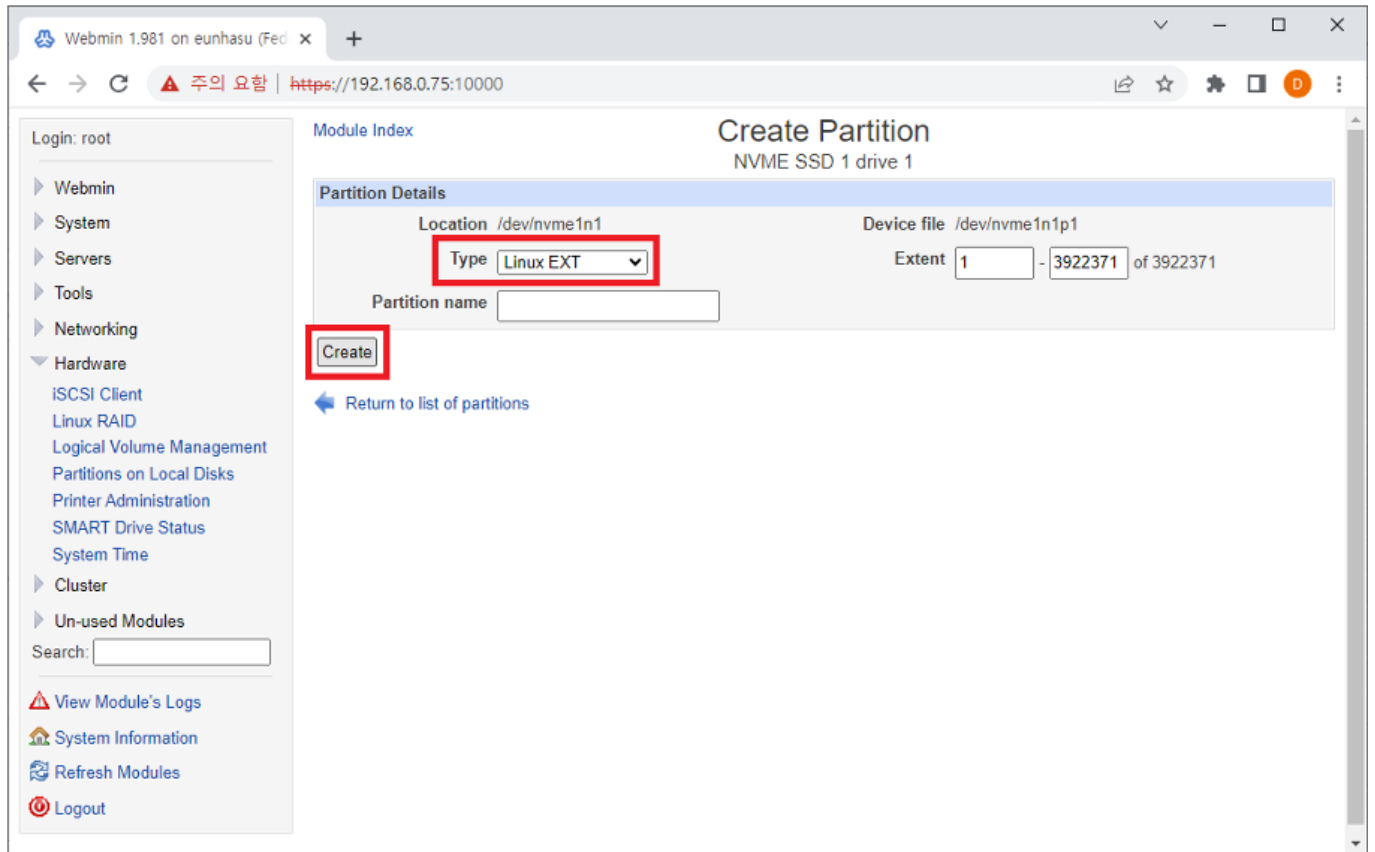 Webmin 1.981 on eunhasu (Fed
주의 요함 https://192.168.0.75:10000
D
Login: root
Webmin
System
Servers
Tools
Networking
Hardware
iSCSI Client
Linux RAID
Logical Volume Management
Partitions on Local Disks
Printer Administration
SMART Drive Status
System Time
Cluster
Un-used Modules
Search:
View Module's Logs
System Information
Refresh Modules
Logout
Module Index
Create Partition
NVME SSD 1 drive 1
Partition Details
Location /dev/nvme1n1 Device file /dev/nvme1n1p1
Type Linux EXT Extent 1 - 3922371 of 3922371
Partition name
Create
Return to list of partitions